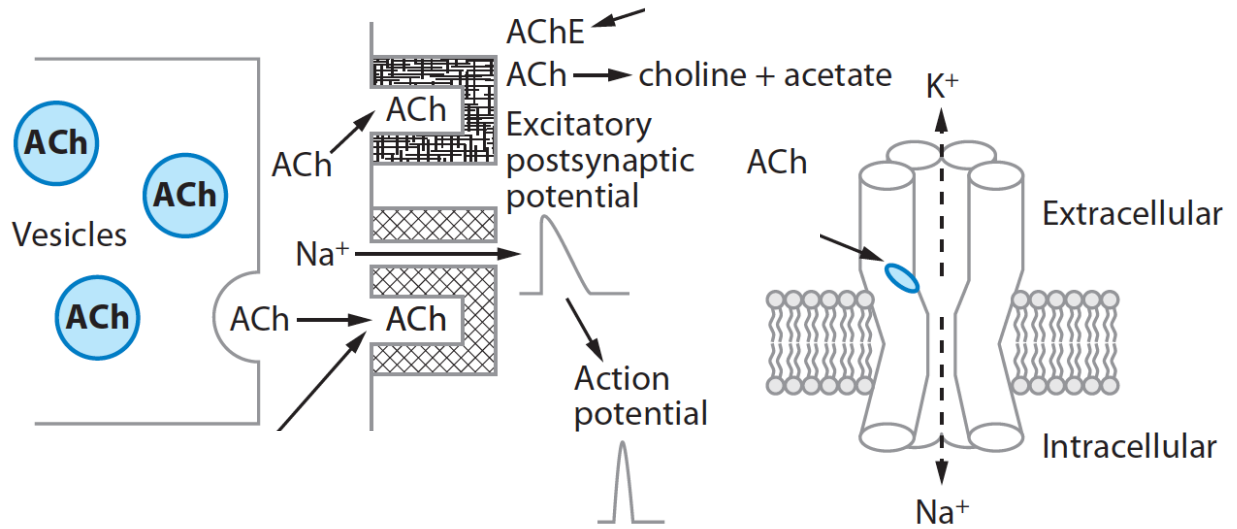 ACh
ACh
Vesicles
ACh
ACh
ACh
Na⁺
ACh
ACh
AChE
ACh → choline + acetate
Excitatory
postsynaptic
potential
Action
potential
K⁺
ACh
Extracellular
Intracellular
Na⁺